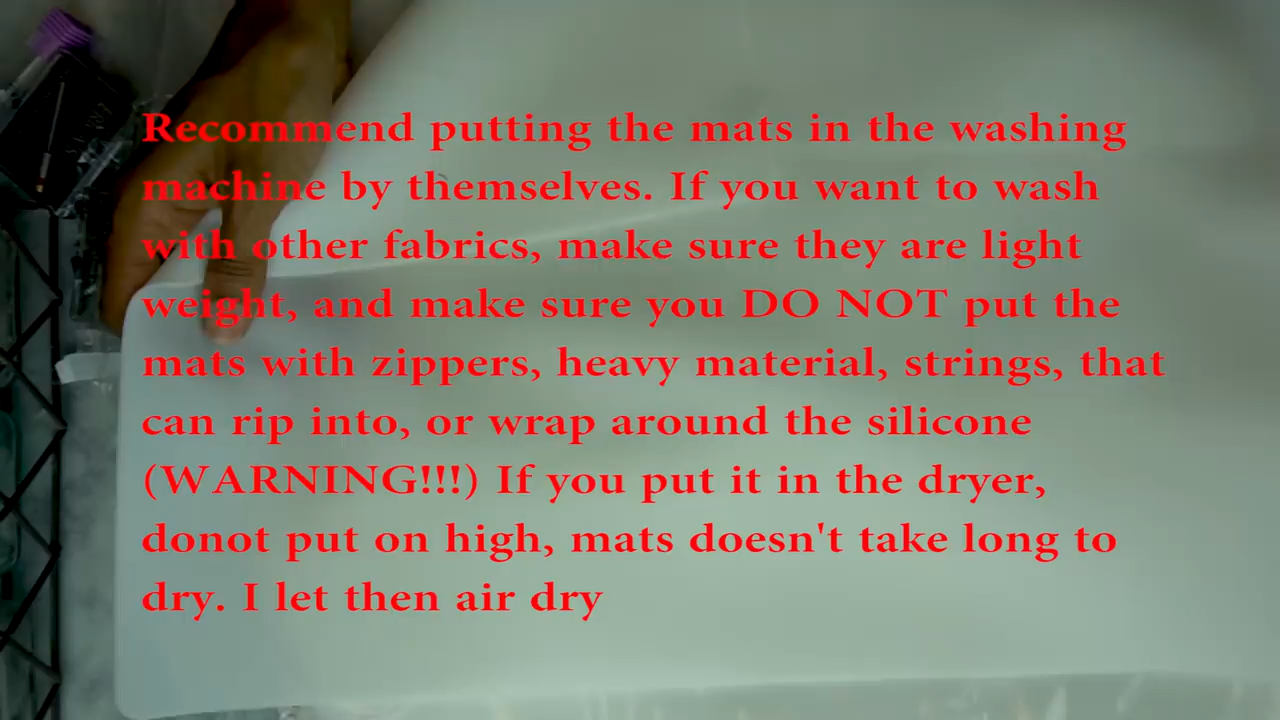 Recommend putting the mats in the washing
machine by themselves. If you want to wash
with other fabrics, make sure they are light
weight, and make sure you DO NOT put the
mats with zippers, heavy material, strings, that
can rip into, or wrap around the silicone
(WARNING!!!) If you put it in the dryer,
donot put on high, mats doesn't take long to
dry. I let then air dry